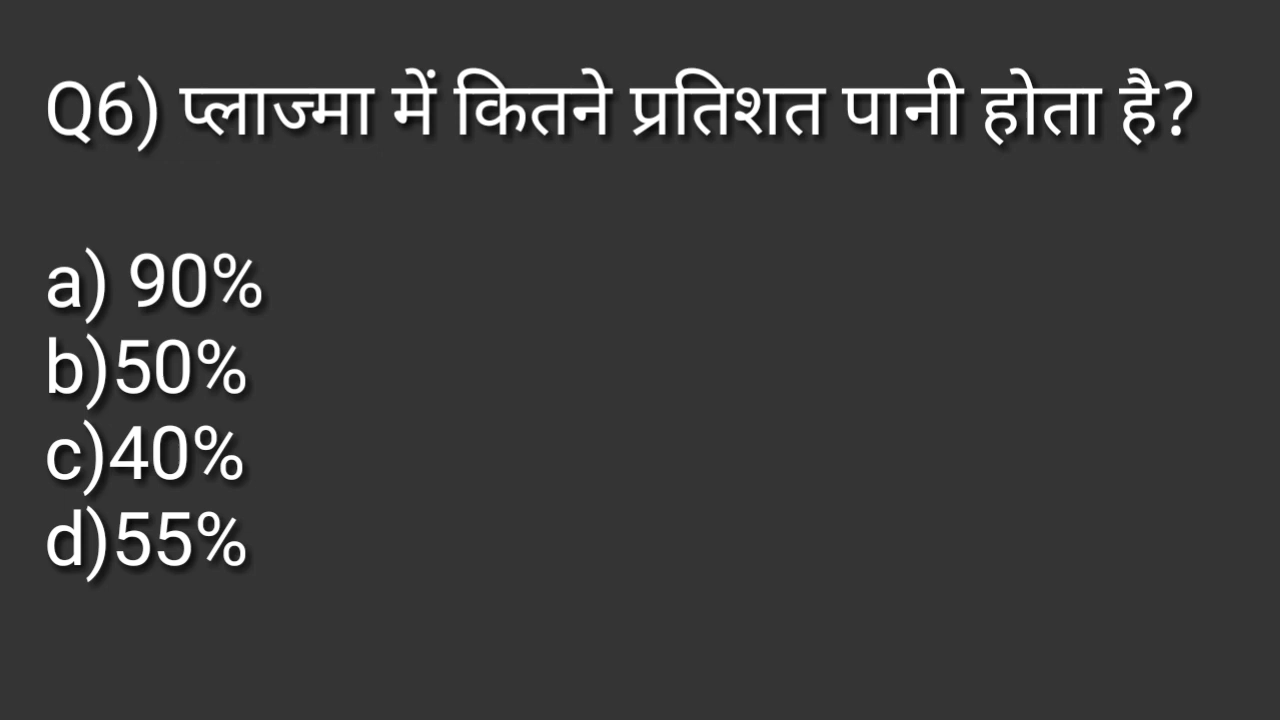 Q6) प्लाज्मा में कितने प्रतिशत पानी होता है?
a) 90%
b)50%
c)40%
d)55%